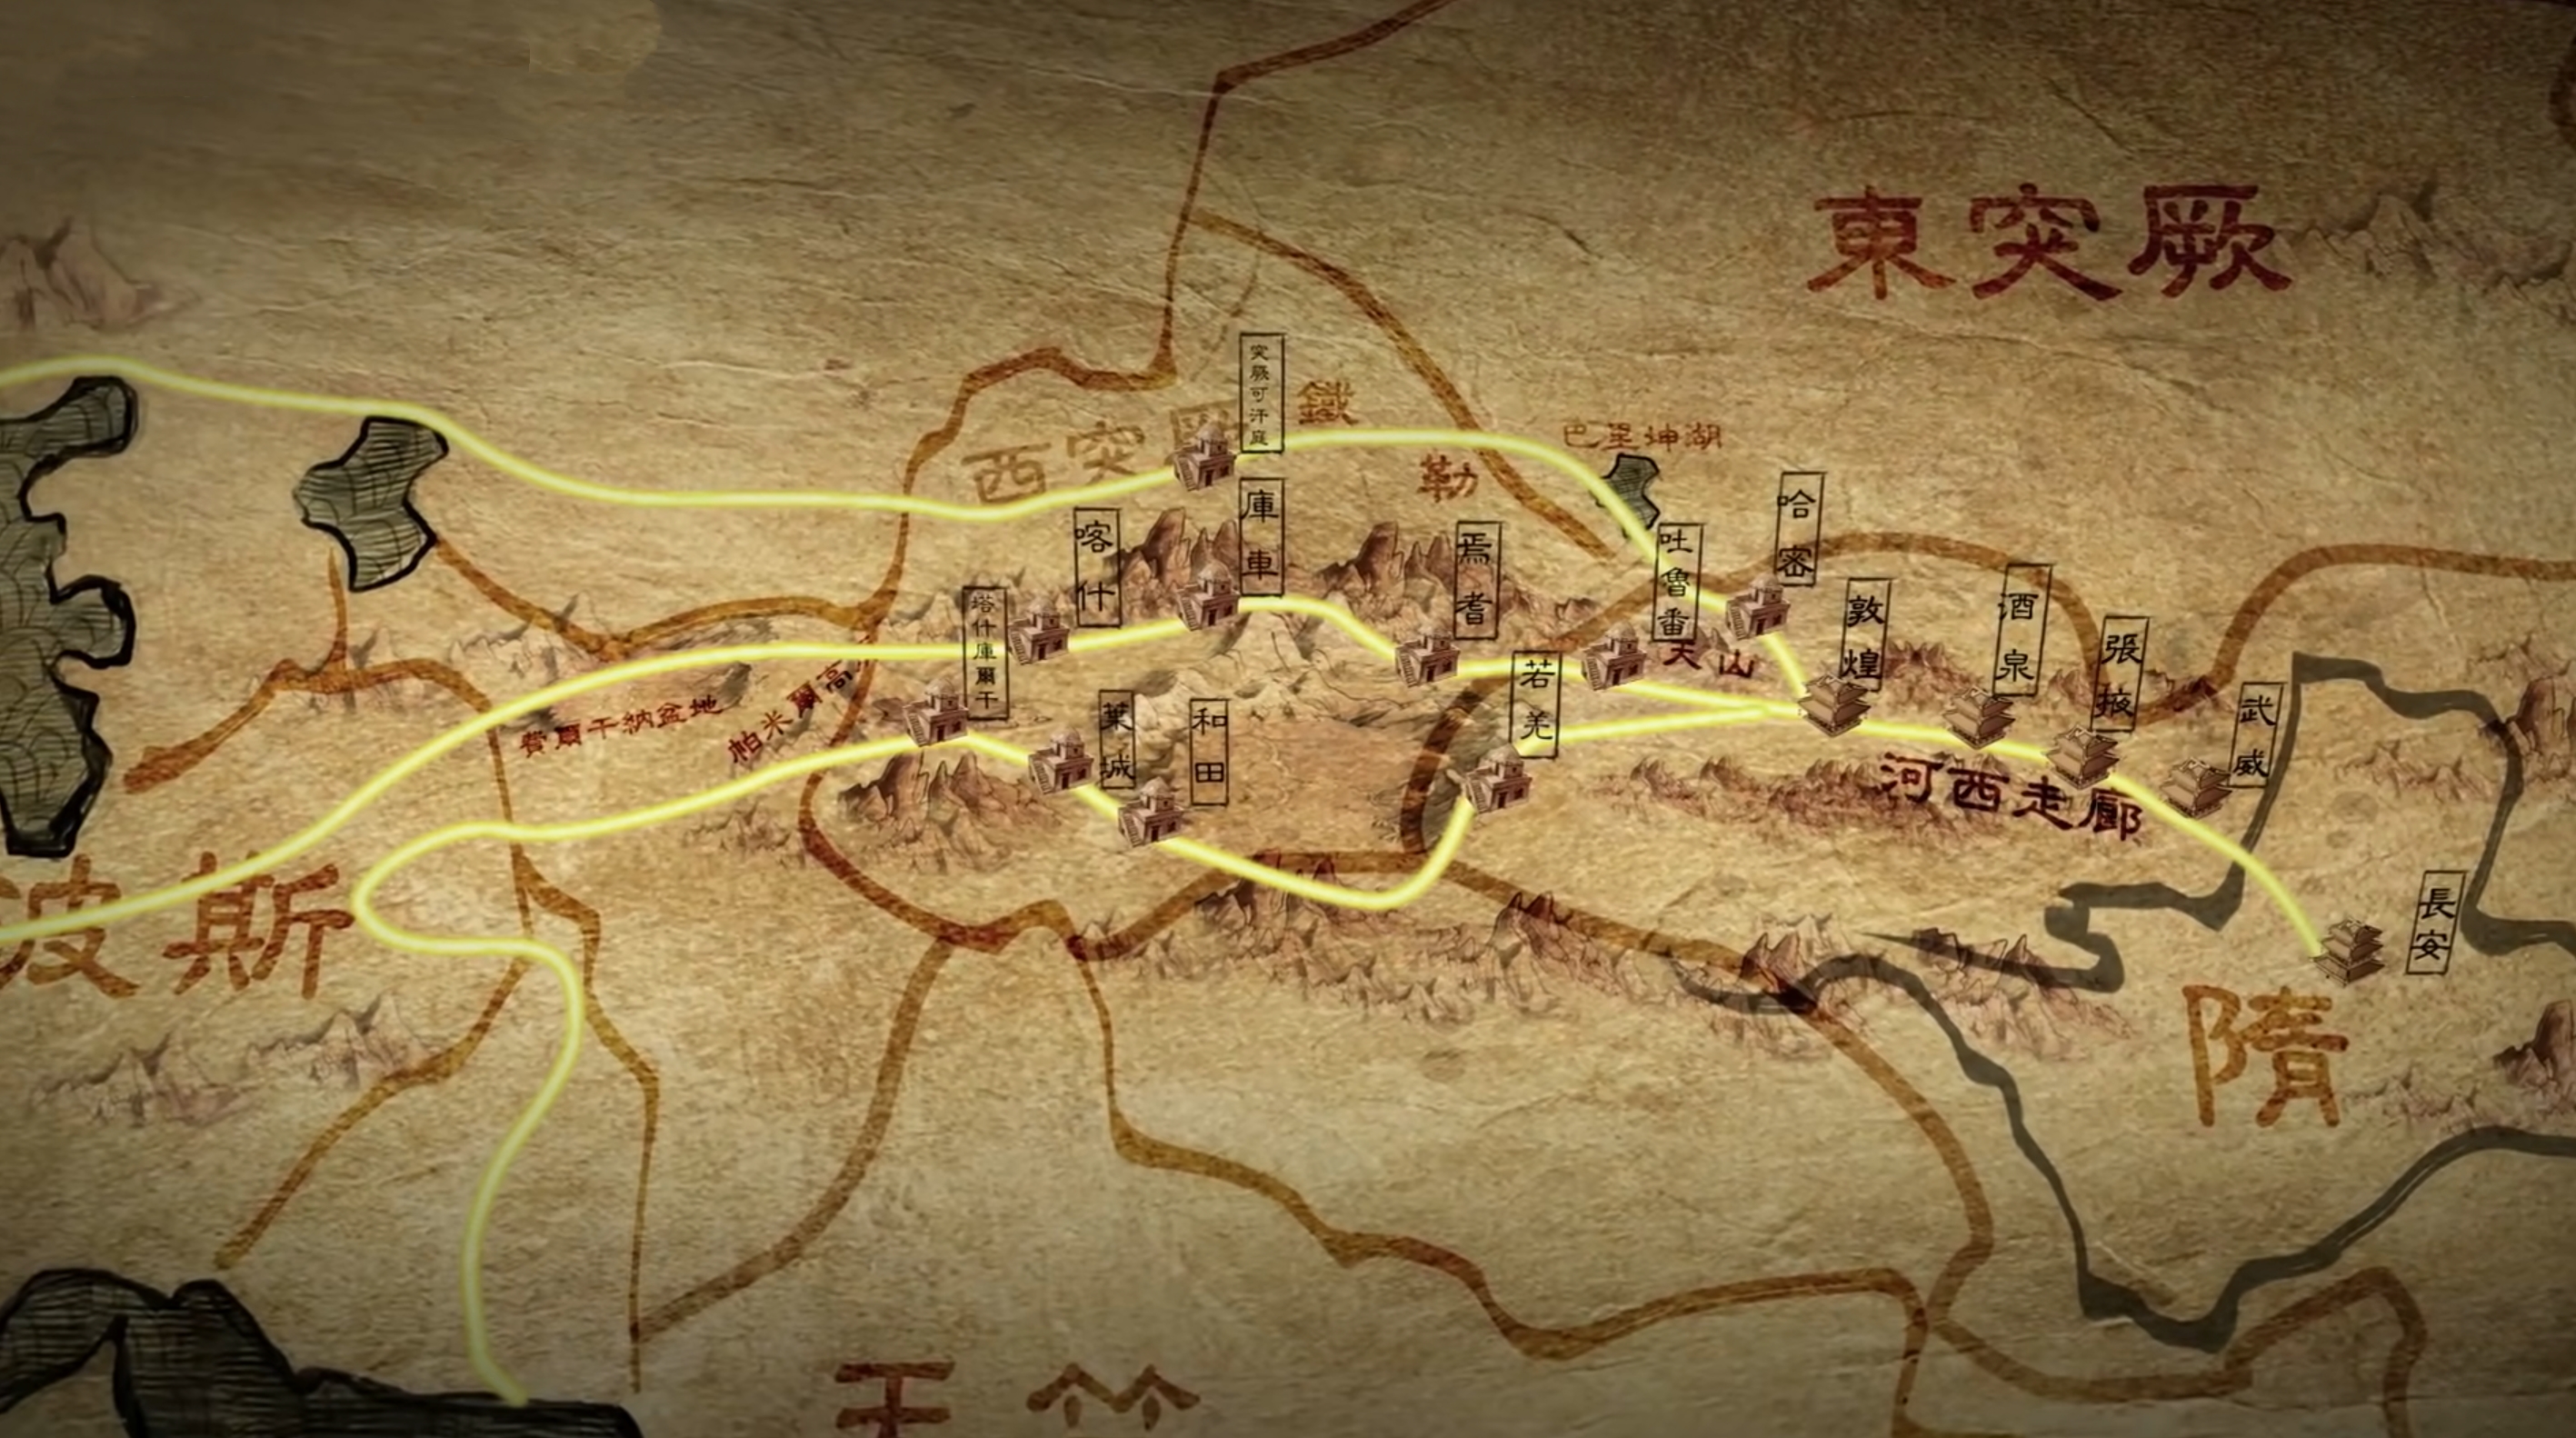 東突厥
突厥可汗庭
鐵
勒
西突厥
巴里坤湖
哈密
庫車
喀什
焉耆
吐魯番
敦煌
酒泉
張掖
武威
塔什庫爾干
天山
若羌
葉城
和田
費爾干納盆地
帕米爾高
河西走廊
波斯
長安
隋
天竺